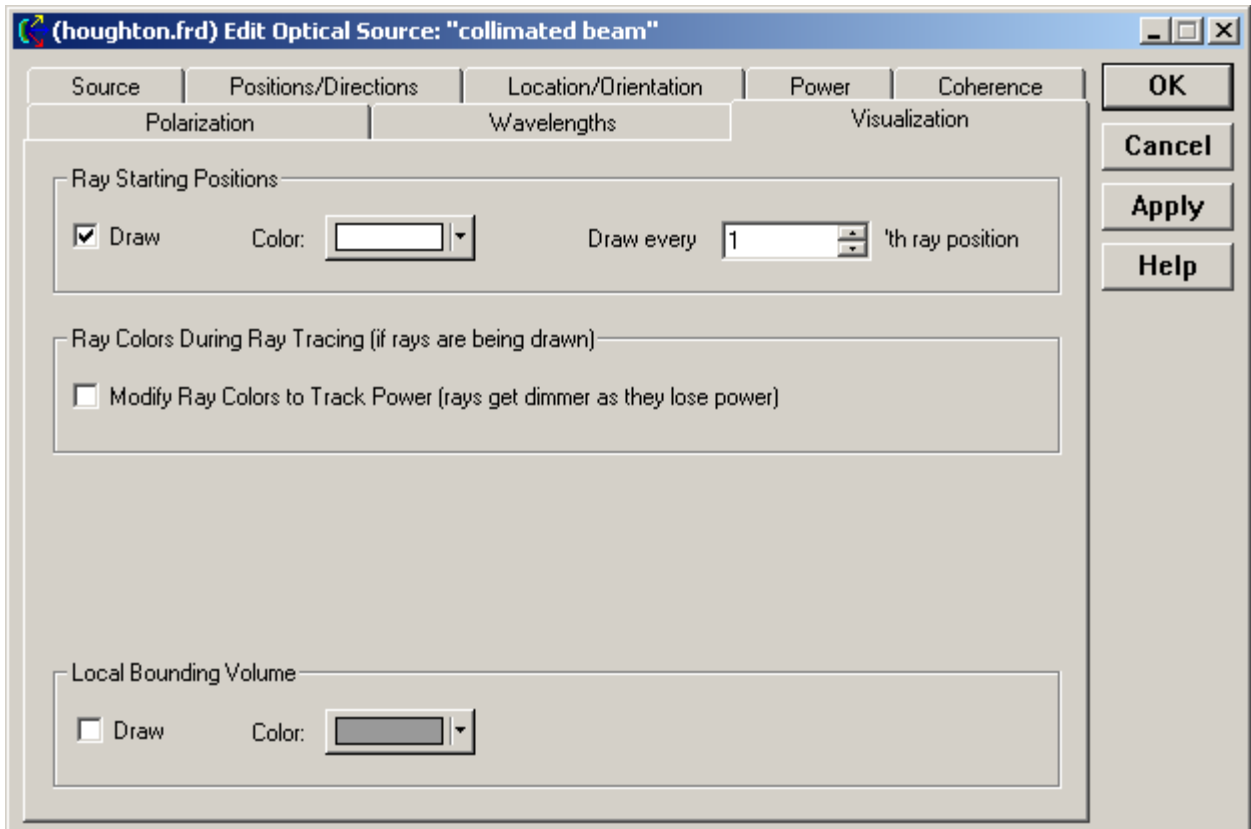 (houghton.frd) Edit Optical Source: "collimated beam"
Source Positions/Directions Location/Orientation Power Coherence
Polarization Wavelengths Visualization
OK
Cancel
Apply
Help
Ray Starting Positions
Draw Color: Draw every 1 'th ray position
Ray Colors During Ray Tracing (if rays are being drawn)
Modify Ray Colors to Track Power (rays get dimmer as they lose power)
Local Bounding Volume
Draw Color: